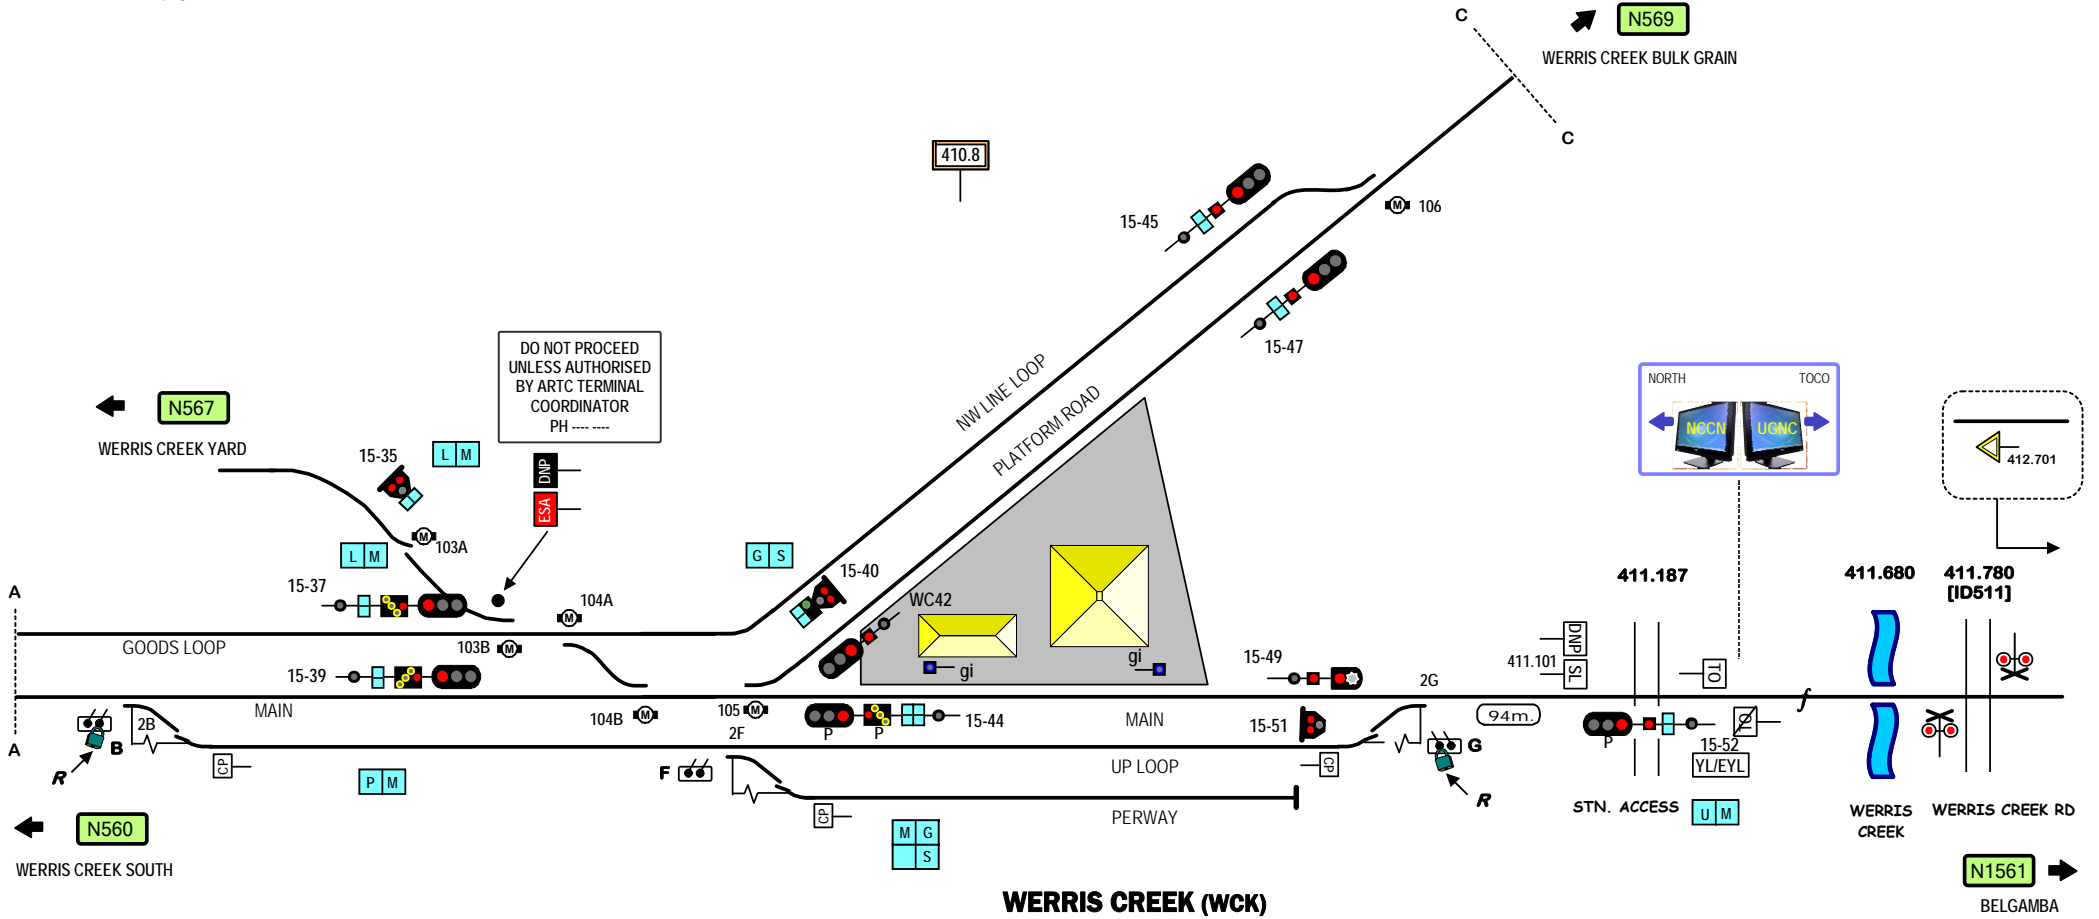 C
N569
WERRIS CREEK BULK GRAIN
C
410.8
15-45
106
15-47
DO NOT PROCEED
UNLESS AUTHORISED
BY ARTC TERMINAL
COORDINATOR
PH ---- ----
NW LINE LOOP
PLATFORM ROAD
NORTH TOCO
NCCN UGNC
412.701
N567
WERRIS CREEK YARD
15-35
L M
DNP
ESA
103A
L M
G S
15-40
411.187
411.680
411.780
[ID511]
A
15-37
104A
WC42
GOODS LOOP
103B
DNP
411.101 SL
TO
15-39
gi
gi
15-49
2G
MAIN
104B
105
15-44
MAIN
15-51
94m.
OL
2B
2F
P P
P
15-52
A
B
G
R
CP
F
UP LOOP
CP
YL/EYL
P M
R
CP
PERWAY
STN. ACCESS
U M
WERRIS
CREEK
WERRIS CREEK RD
N560
WERRIS CREEK SOUTH
M G
S
N1561
BELGAMBA
WERRIS CREEK (WCK)